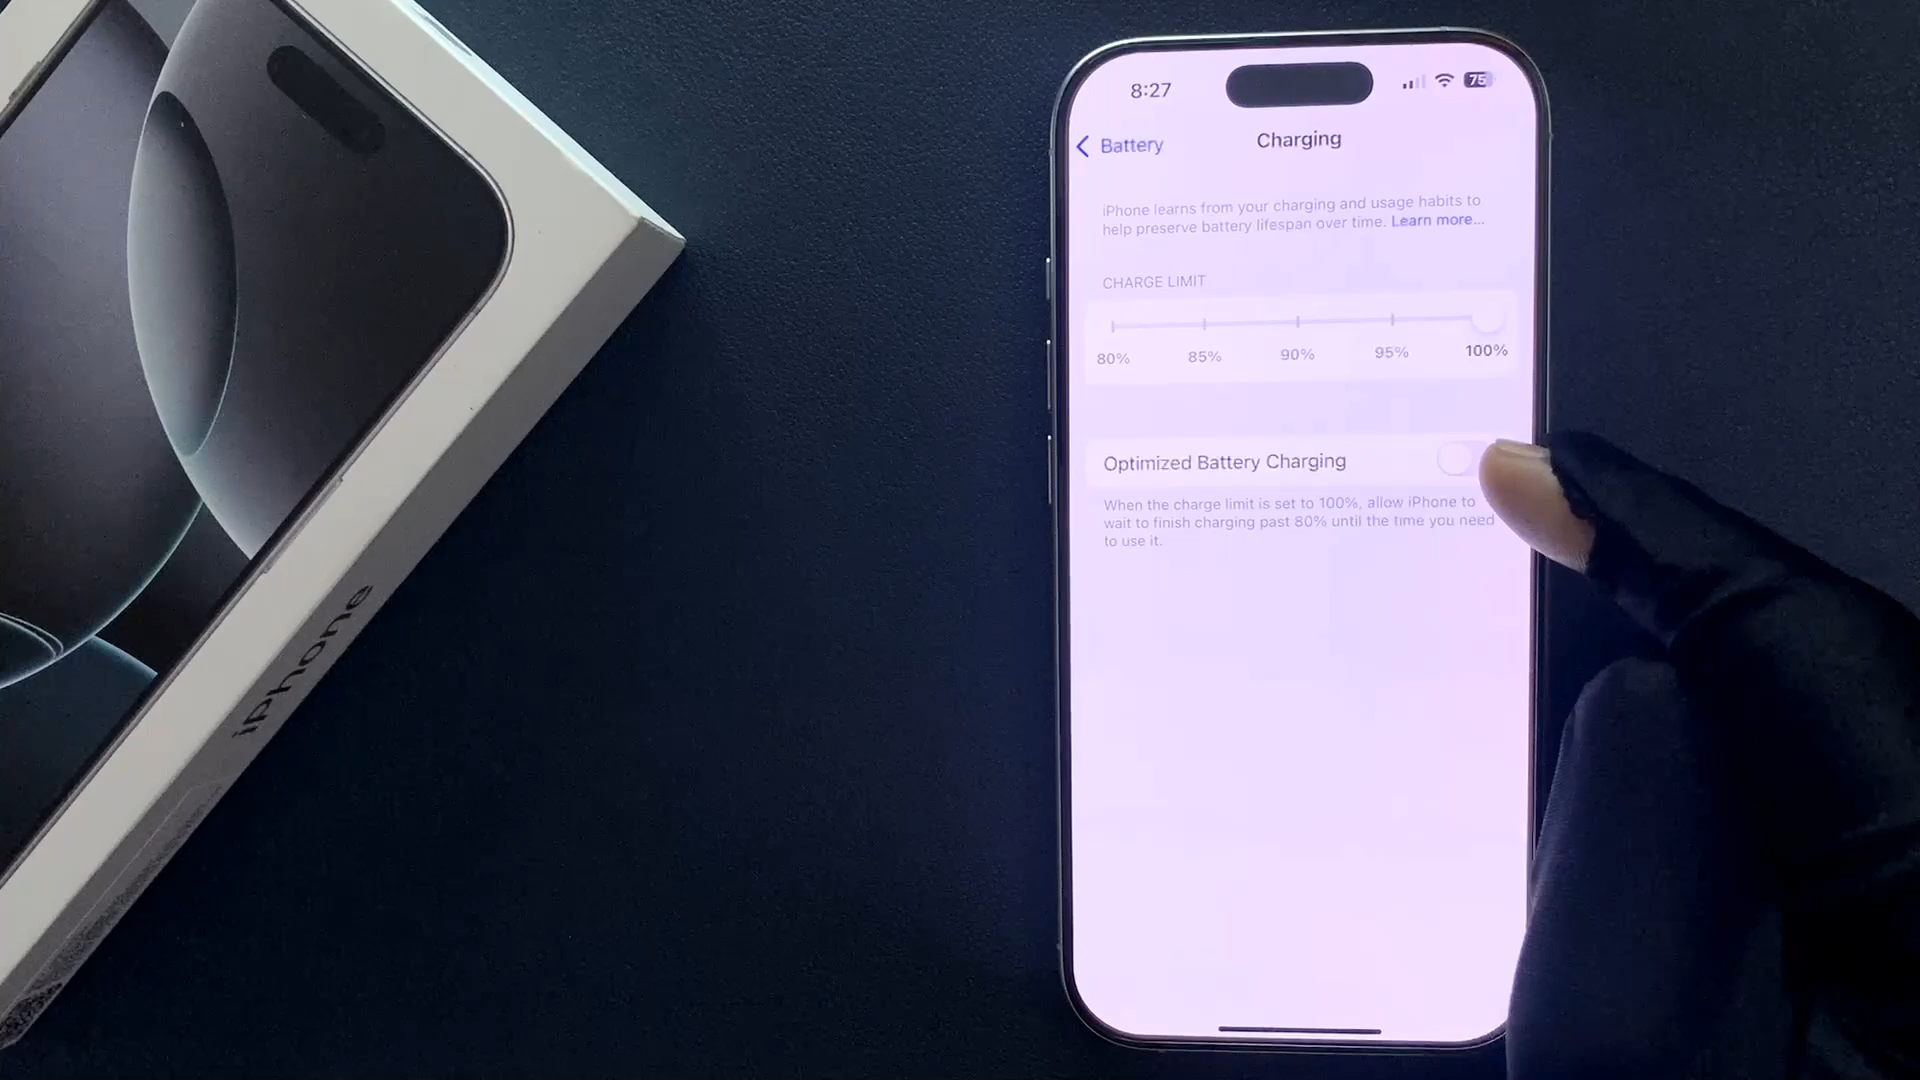 iPhone
8:27
75
Battery
Charging
iPhone learns from your charging and usage habits to
help preserve battery lifespan over time. Learn more...
CHARGE LIMIT
80%
85%
90%
95%
100%
Optimized Battery Charging
When the charge limit is set to 100%, allow iPhone to
wait to finish charging past 80% until the time you need
to use it.